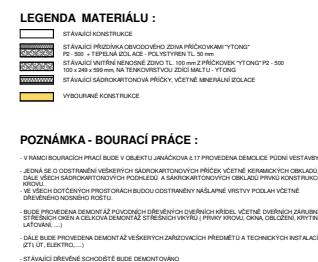 LEGENDA MATERIÁLU :
STÁVAJÍCÍ KONSTRUKCE
STÁVAJÍCÍ PŘIZDÍVKA OBVODOVÉHO ZDIVA PŘÍČKOVKAMI "YTONG"
P2 - 500 + TEPELNÁ IZOLACE - POLYSTYREN TL. 50 mm
STÁVAJÍCÍ VNITŘNÍ NENOSNÉ ZDIVO TL. 100 mm Z PŘÍČKOVEK "YTONG" P2 - 500
100 x 249 x 599 mm, NA TENKOVRSTVOU ZDÍCÍ MALTU - YTONG
STÁVAJÍCÍ SÁDROKARTONOVÁ PŘÍČKY, VČETNĚ MINERÁLNÍ IZOLACE
VYBOURANÉ KONSTRUKCE
POZNÁMKA - BOURACÍ PRÁCE :
- V RÁMCI BOURACÍCH PRACÍ BUDE V OBJEKTU JANÁČKOVA č.17 PROVEDENA DEMOLICE PŮDNÍ VESTAVBY
- JEDNÁ SE O ODSTRANĚNÍ VEŠKERÝCH SÁDROKARTONOVÝCH PŘÍČEK VČETNĚ KERAMICKÝCH OBKLADŮ,
DÁLE VŠECH SÁDROKARTONOVÝCH PODHLEDŮ A SÁKROKARTONOVÝCH OBKLADŮ PRVKŮ KONSTRUKCE
KROVU.
- VE VŠECH DOTČENÝCH PROSTORÁCH BUDOU ODSTRANĚNY NÁŠLAPNÉ VRSTVY PODLAH VČETNĚ
DŘEVĚNÉHO NOSNÉHO ROŠTU.
- BUDE PROVEDENA DEMONTÁŽ PŮVODNÍCH DŘEVĚNÝCH DVEŘNÍCH KŘÍDEL VČETNĚ DVEŘNÍCH ZÁRUBNÍ,
STŘEŠNÍCH OKEN A CELKOVÁ DEMONTÁŽ STŘEŠNÍCH VIKÝŘŮ ( PRVKY KROVU, OKNA, OBLOŽENÍ, KRYTINA,
LAŤOVÁNÍ, ...)
- DÁLE BUDE PROVEDENA DEMONTÁŽ VEŠKERÝCH ZAŘIZOVACÍCH PŘEDMĚTŮ A TECHNICKÝCH INSTALACÍ
(ZTI, ÚT, ELEKTRO,....)
- STÁVAJÍCÍ DŘEVĚNÉ SCHODIŠTĚ BUDE DEMONTOVÁNO